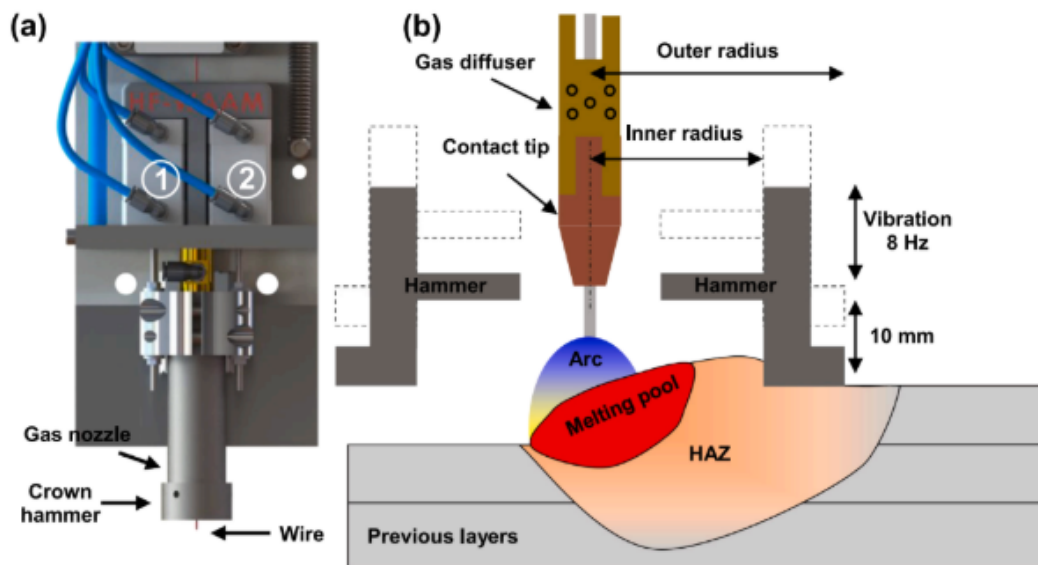 (a)
HF-WAAM
1
2
Gas nozzle
Crown
hammer
Wire
(b)
Gas diffuser
Outer radius
Contact tip
Inner radius
Vibration
8 Hz
Hammer
Hammer
10 mm
Arc
Melting pool
HAZ
Previous layers